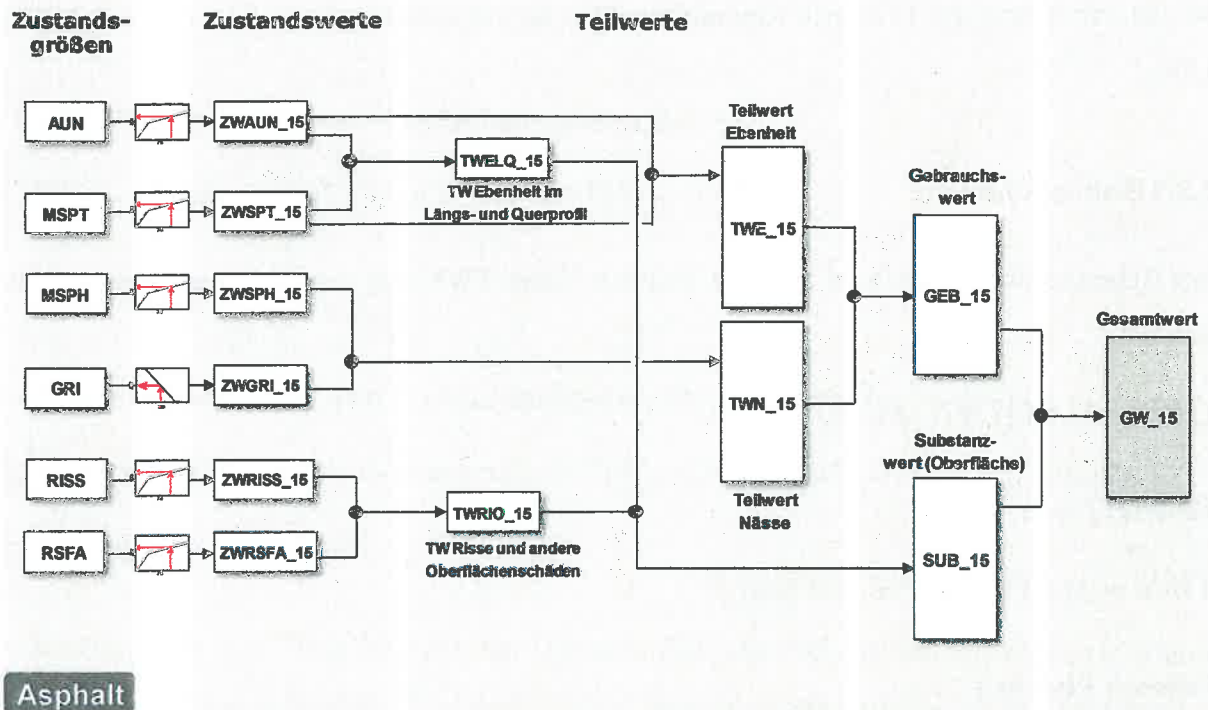 Zustands-
größen
Zustandswerte
Teilwerte
AUN
ZWAUN_15
MSPT
ZWSPT_15
MSPH
ZWSPH_15
GRI
ZWGRI_15
RISS
ZWRISS_15
RSFA
ZWRSFA_15
TWELQ_15
TW Ebenheit im
Längs- und Querprofil
TWRIO_15
TW Risse und andere
Oberflächenschäden
Teilwert
Ebenheit
TWE_15
TWN_15
Teilwert
Nässe
Gebrauchs-
wert
GEB_15
Substanz-
wert (Oberfläche)
SUB_15
Gesamtwert
GW_15
Asphalt